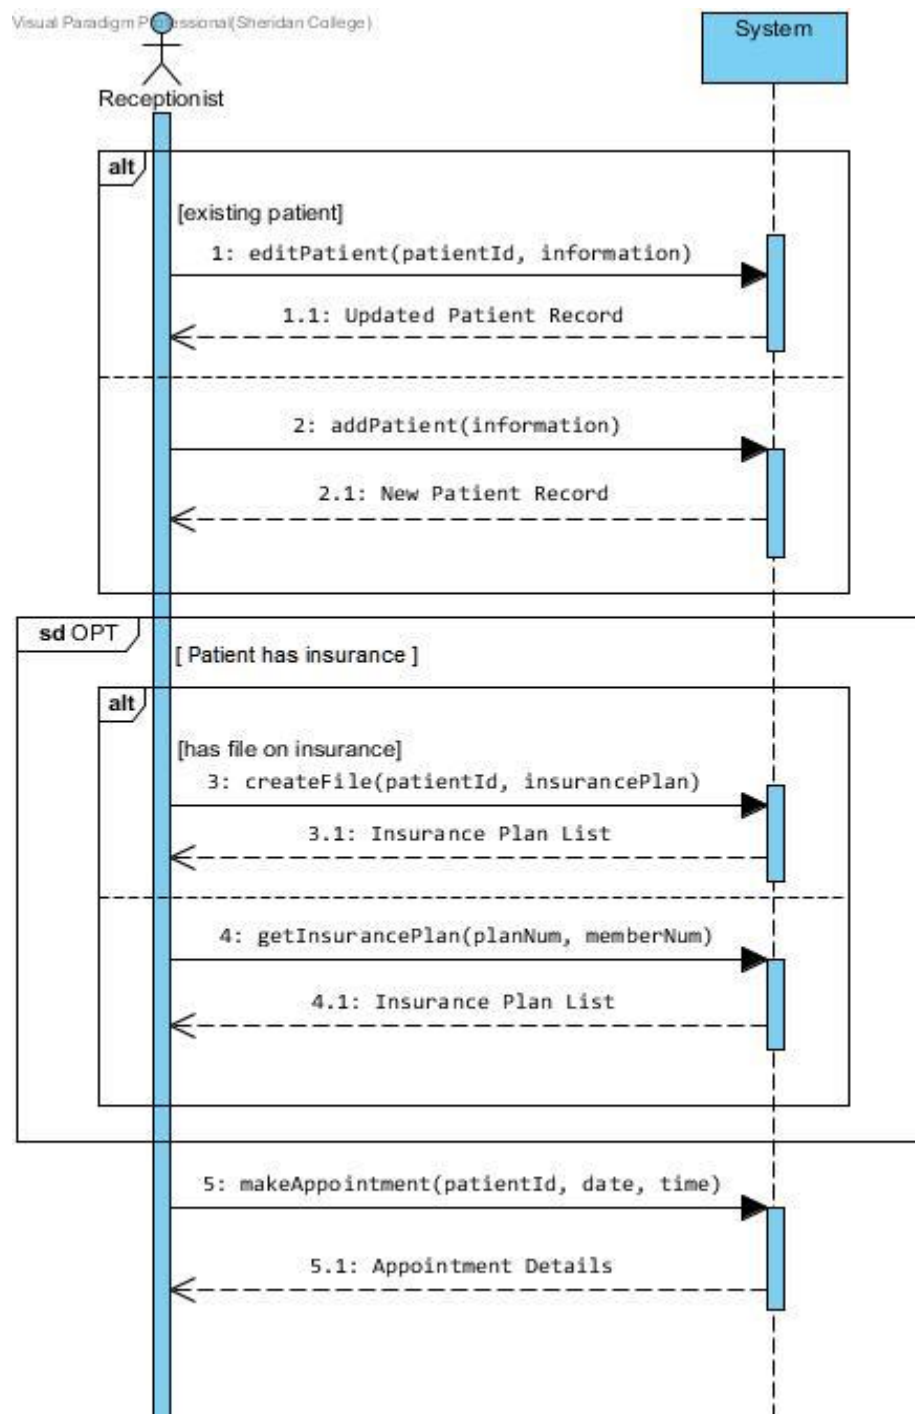 Visual Paradigm Professional(Sheridan College)
System
Receptionist
alt
[existing patient]
1: editPatient(patientId, information)
1.1: Updated Patient Record
2: addPatient(information)
2.1: New Patient Record
sd OPT
[ Patient has insurance ]
alt
[has file on insurance]
3: createFile(patientId, insurancePlan)
3.1: Insurance Plan List
4: getInsurancePlan(planNum, memberNum)
4.1: Insurance Plan List
5: makeAppointment(patientId, date, time)
5.1: Appointment Details